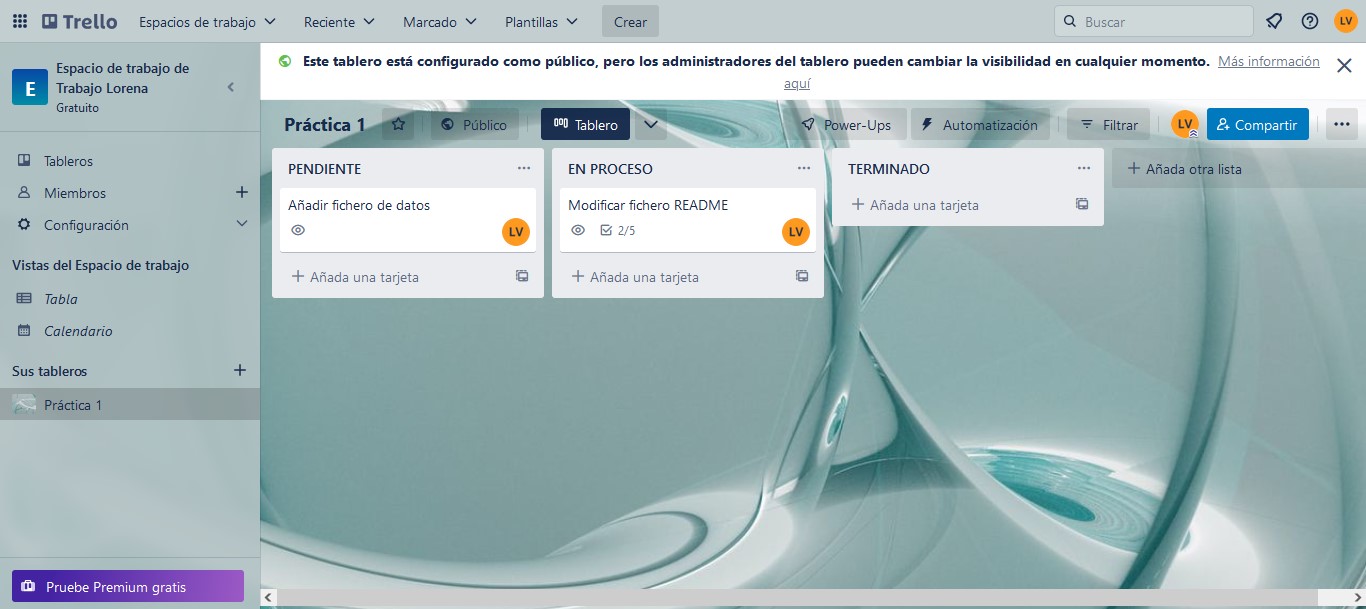 Trello
Espacios de trabajo
Reciente
Marcado
Plantillas
Crear
Buscar
LV
E
Espacio de trabajo de
Trabajo Lorena
Gratuito
Tableros
Miembros
Configuración
Vistas del Espacio de trabajo
Tabla
Calendario
Sus tableros
Práctica 1
Pruebe Premium gratis
Este tablero está configurado como público, pero los administradores del tablero pueden cambiar la visibilidad en cualquier momento. Más información
aquí
Práctica 1
Público
Tablero
Power-Ups
Automatización
Filtrar
LV
Compartir
PENDIENTE
Añadir fichero de datos
LV
Añada una tarjeta
EN PROCESO
Modificar fichero README
2/5
LV
Añada una tarjeta
TERMINADO
Añada una tarjeta
Añada otra lista